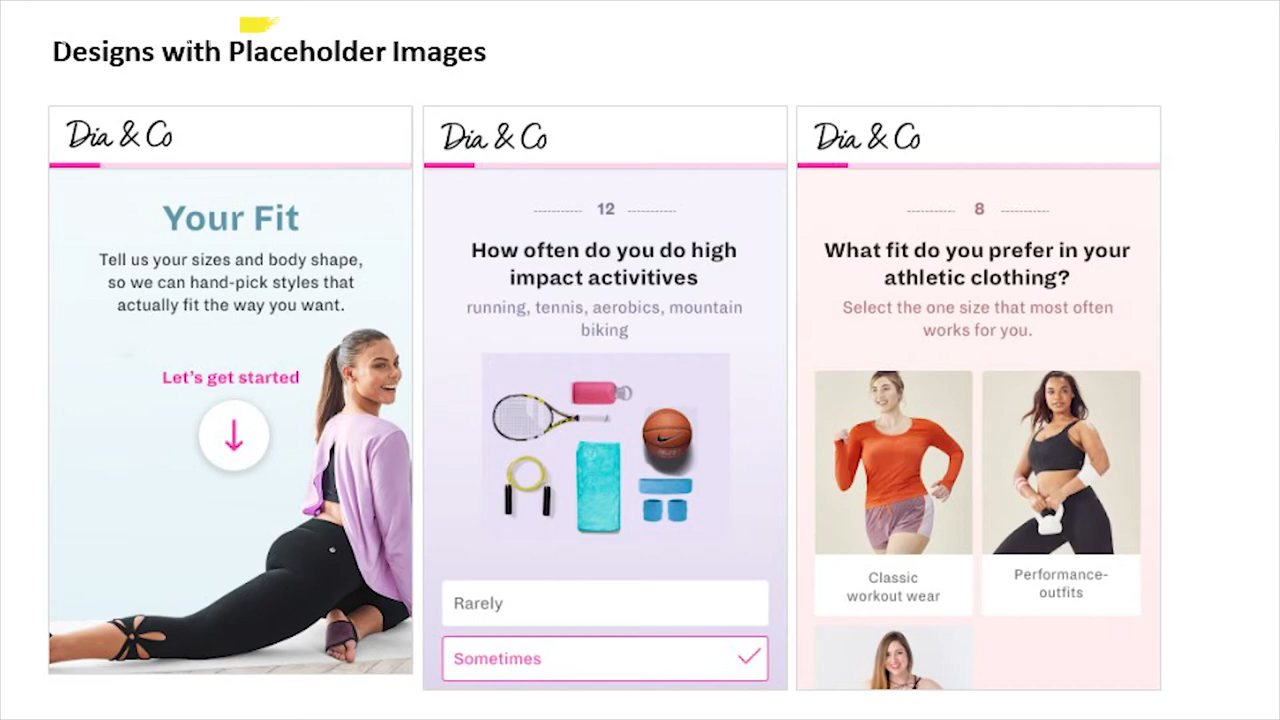 Designs with Placeholder Images
Dia & Co
Your Fit
Tell us your sizes and body shape,
so we can hand-pick styles that
actually fit the way you want.
Let's get started
Dia & Co
12
How often do you do high
impact activitives
running, tennis, aerobics, mountain
biking
Rarely
Sometimes
Dia & Co
8
What fit do you prefer in your
athletic clothing?
Select the one size that most often
works for you.
Classic
workout wear
Performance-
outfits